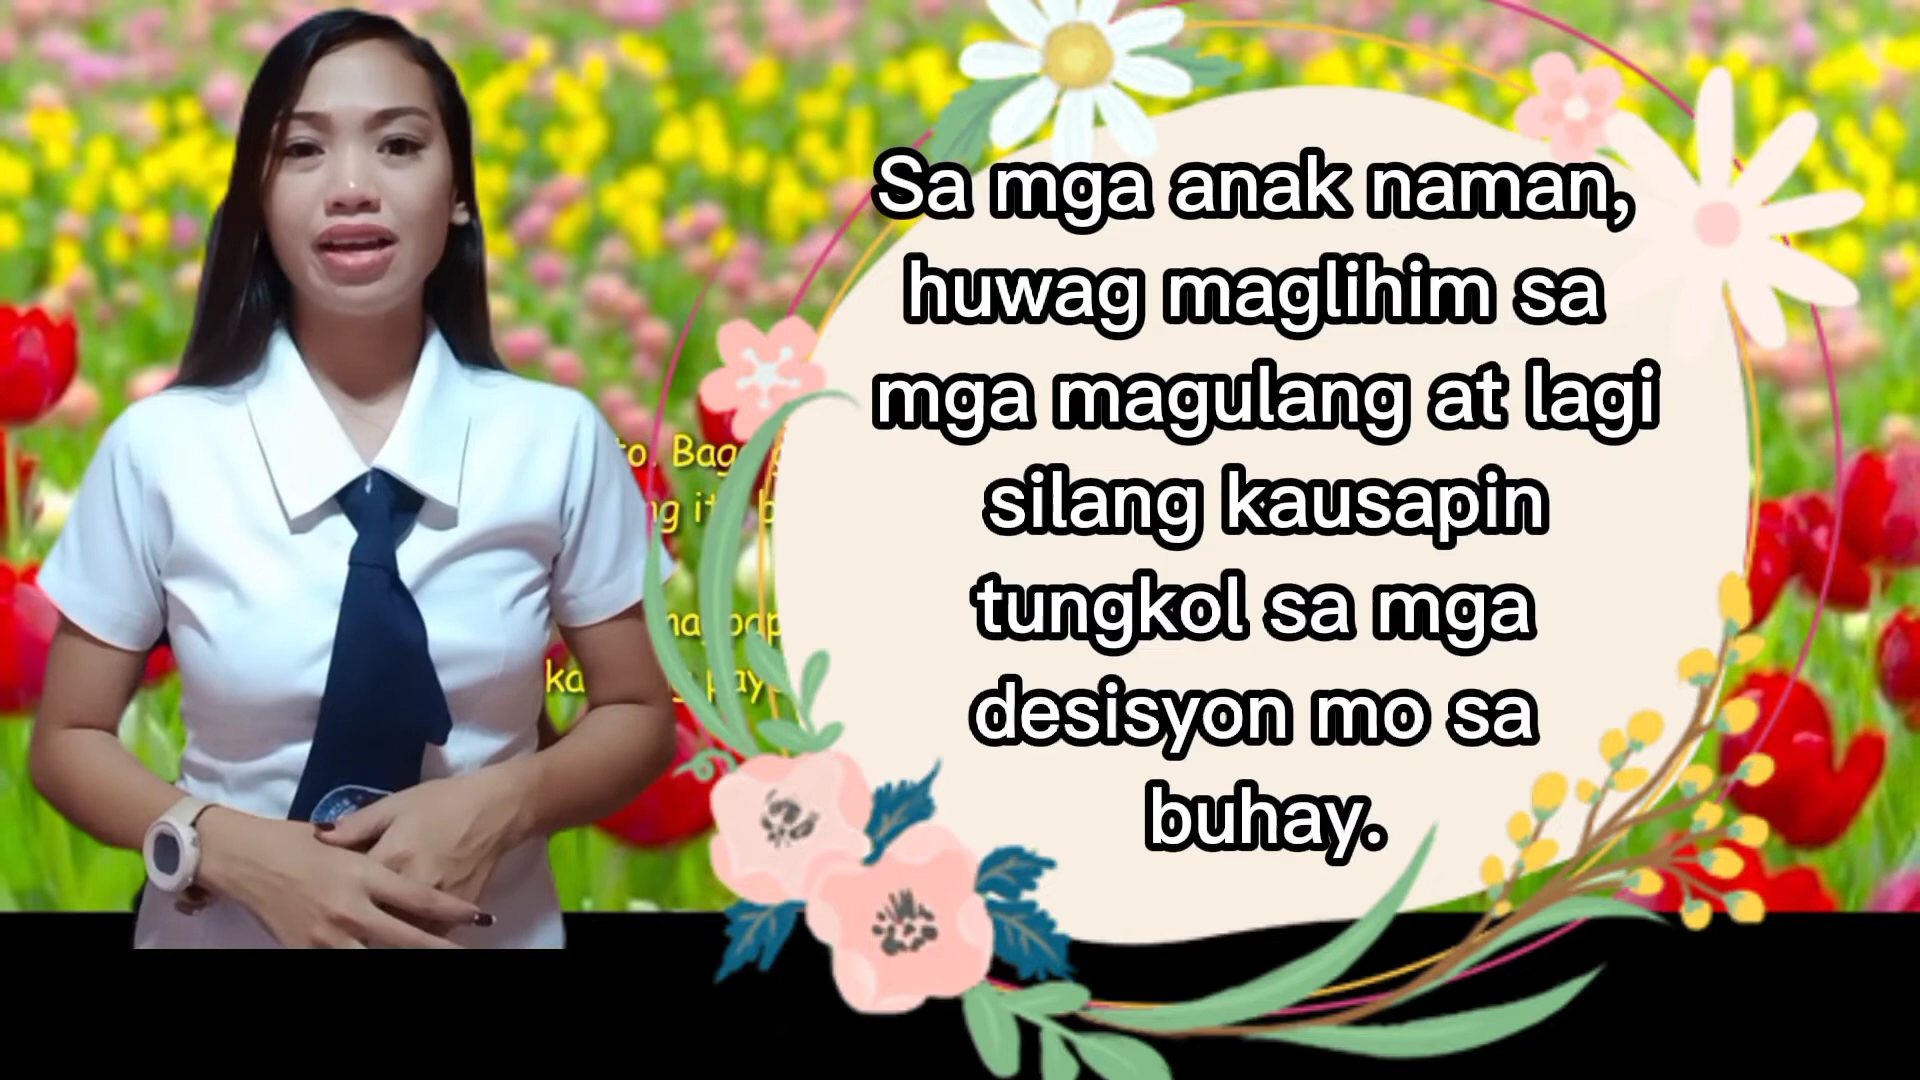 Sa mga anak naman,
huwag maglihim sa
mga magulang at lagi
silang kausapin
tungkol sa mga
desisyon mo sa
buhay.